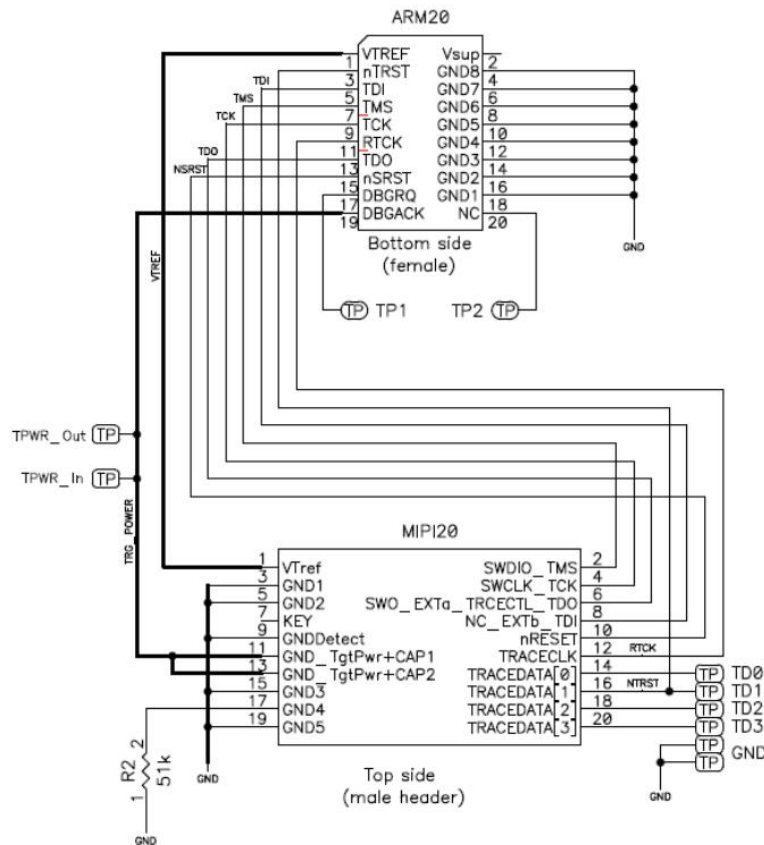 ARM20
VTREF Vsup
1 nTRST GND8 2
3 TDI GND7 4
5 TMS GND6 6
7 TCK GND5 8
9 RTCK GND4 10
11 TDO GND3 12
13 nSRST GND2 14
15 DBGRQ GND1 16
17 DBGACK NC 18
19 20
TDI
TMS
TCK
TDO
NSRST
VTREF
GND
Bottom side
(female)
TP TP1 TP2 TP
TPWR_Out TP
TPWR_In TP
TRG_POWER
MIPI20
1 VTref SWDIO_TMS 2
3 GND1 SWCLK_TCK 4
5 GND2 SWO_EXTa_TRCECTL_TDO 6
7 KEY NC_EXTb_TDI 8
9 GNDDetect nRESET 10
11 GND_TgtPwr+CAP1 TRACECLK 12 RTCK
13 GND_TgtPwr+CAP2 TRACEDATA[0] 14 TP TD0
15 GND3 TRACEDATA[1] 16 NTRST TP TD1
17 GND4 TRACEDATA[2] 18 TP TD2
19 GND5 TRACEDATA[3] 20 TP TD3
TP GND
TP
GND
GND
R2 2
51k
1
GND
Top side
(male header)